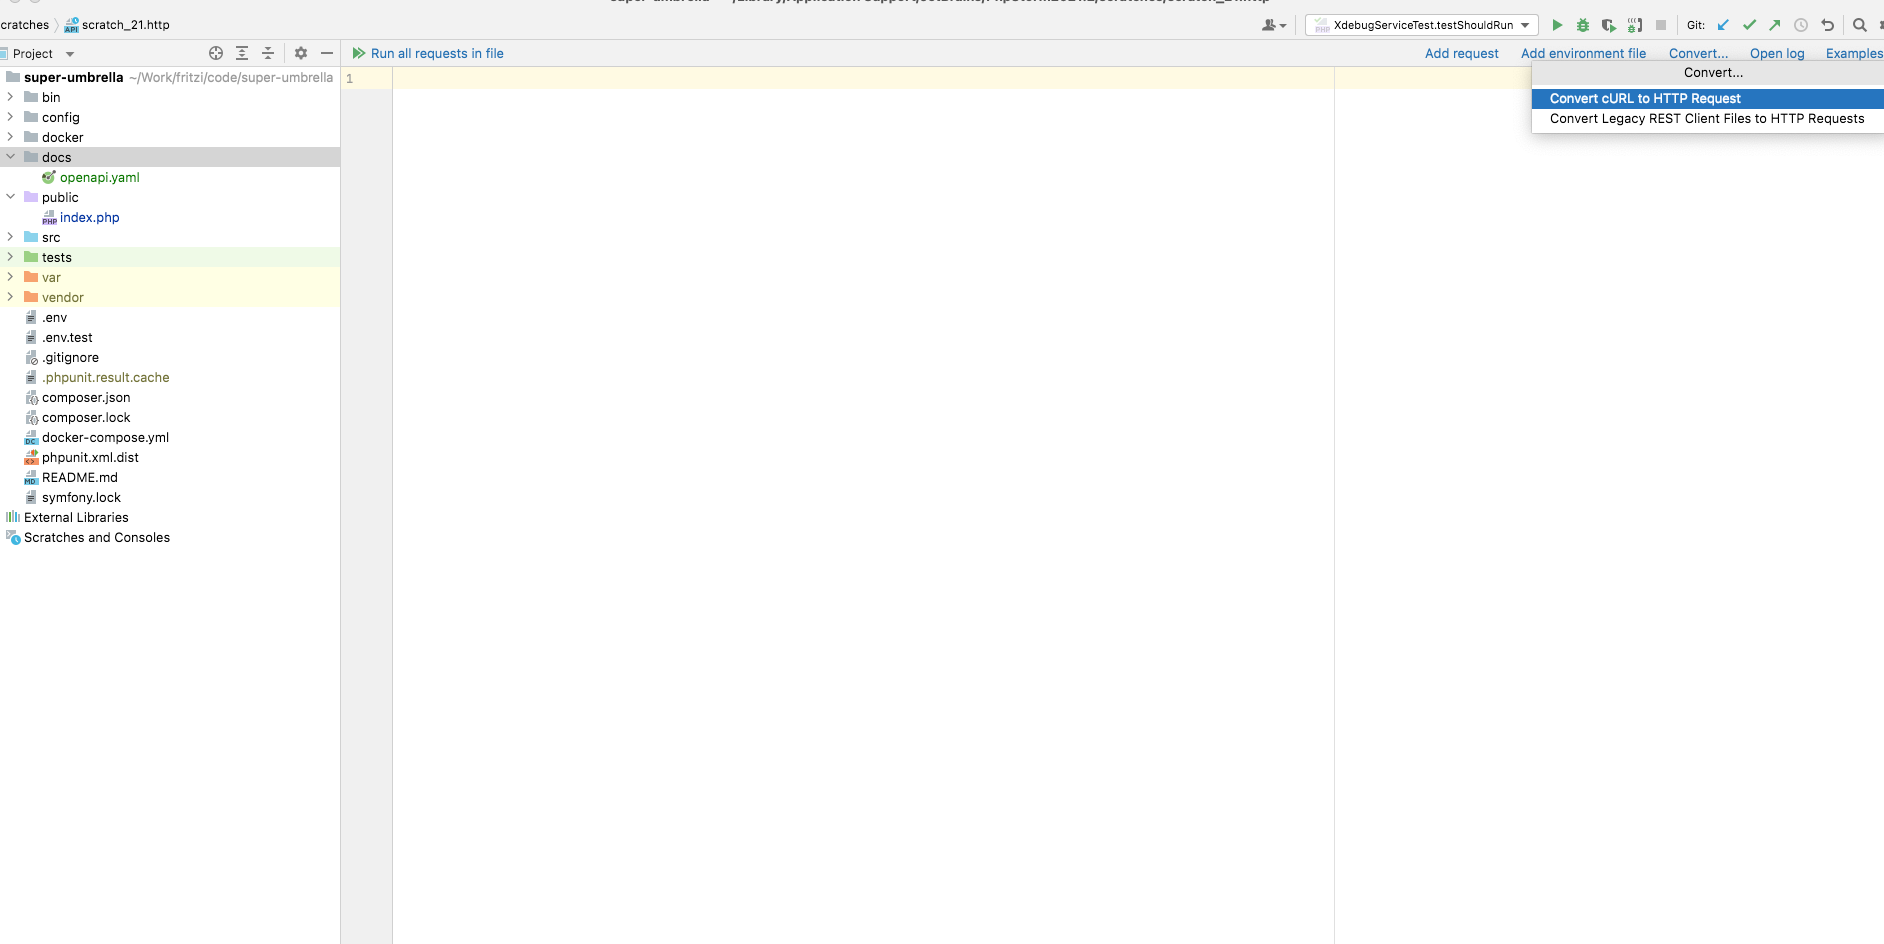 cratches
scratch_21.http
XdebugServiceTest.testShouldRun
Git:
Project
Run all requests in file
Add request
Add environment file
Convert...
Open log
Examples
Convert...
Convert cURL to HTTP Request
Convert Legacy REST Client Files to HTTP Requests
super-umbrella ~/Work/fritzi/code/super-umbrella
1
bin
config
docker
docs
openapi.yaml
public
index.php
src
tests
var
vendor
.env
.env.test
.gitignore
.phpunit.result.cache
composer.json
composer.lock
docker-compose.yml
phpunit.xml.dist
README.md
symfony.lock
External Libraries
Scratches and Consoles